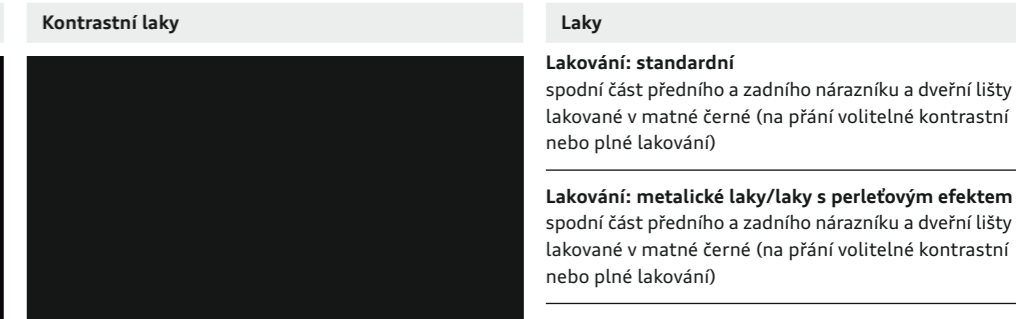 Kontrastní laky
Laky
Lakování: standardní
spodní část předního a zadního nárazníku a dveřní lišty
lakované v matné černé (na přání volitelné kontrastní
nebo plné lakování)
Lakování: metalické laky/laky s perleťovým efektem
spodní část předního a zadního nárazníku a dveřní lišty
lakované v matné černé (na přání volitelné kontrastní
nebo plné lakování)